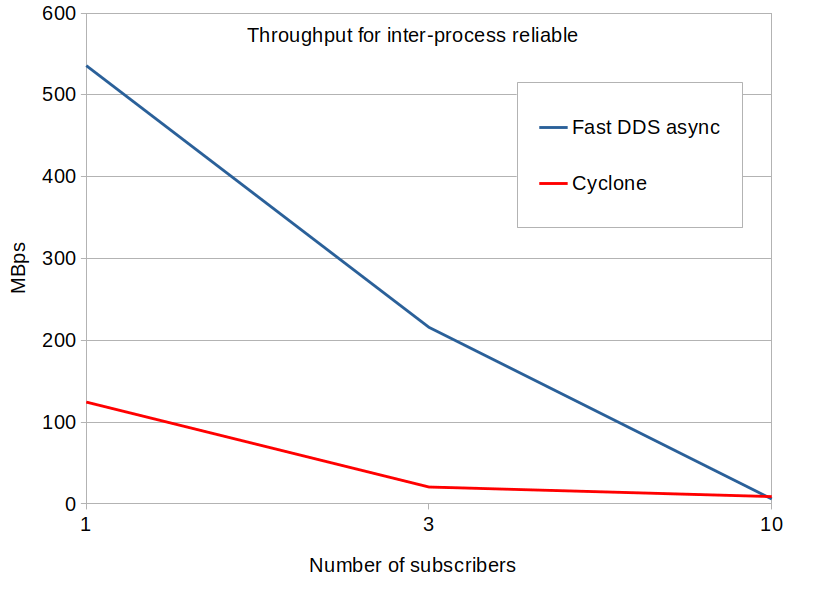 Throughput for inter-process reliable
600
500
400
300
200
100
0
MBps
Fast DDS async
Cyclone
1 3 10
Number of subscribers